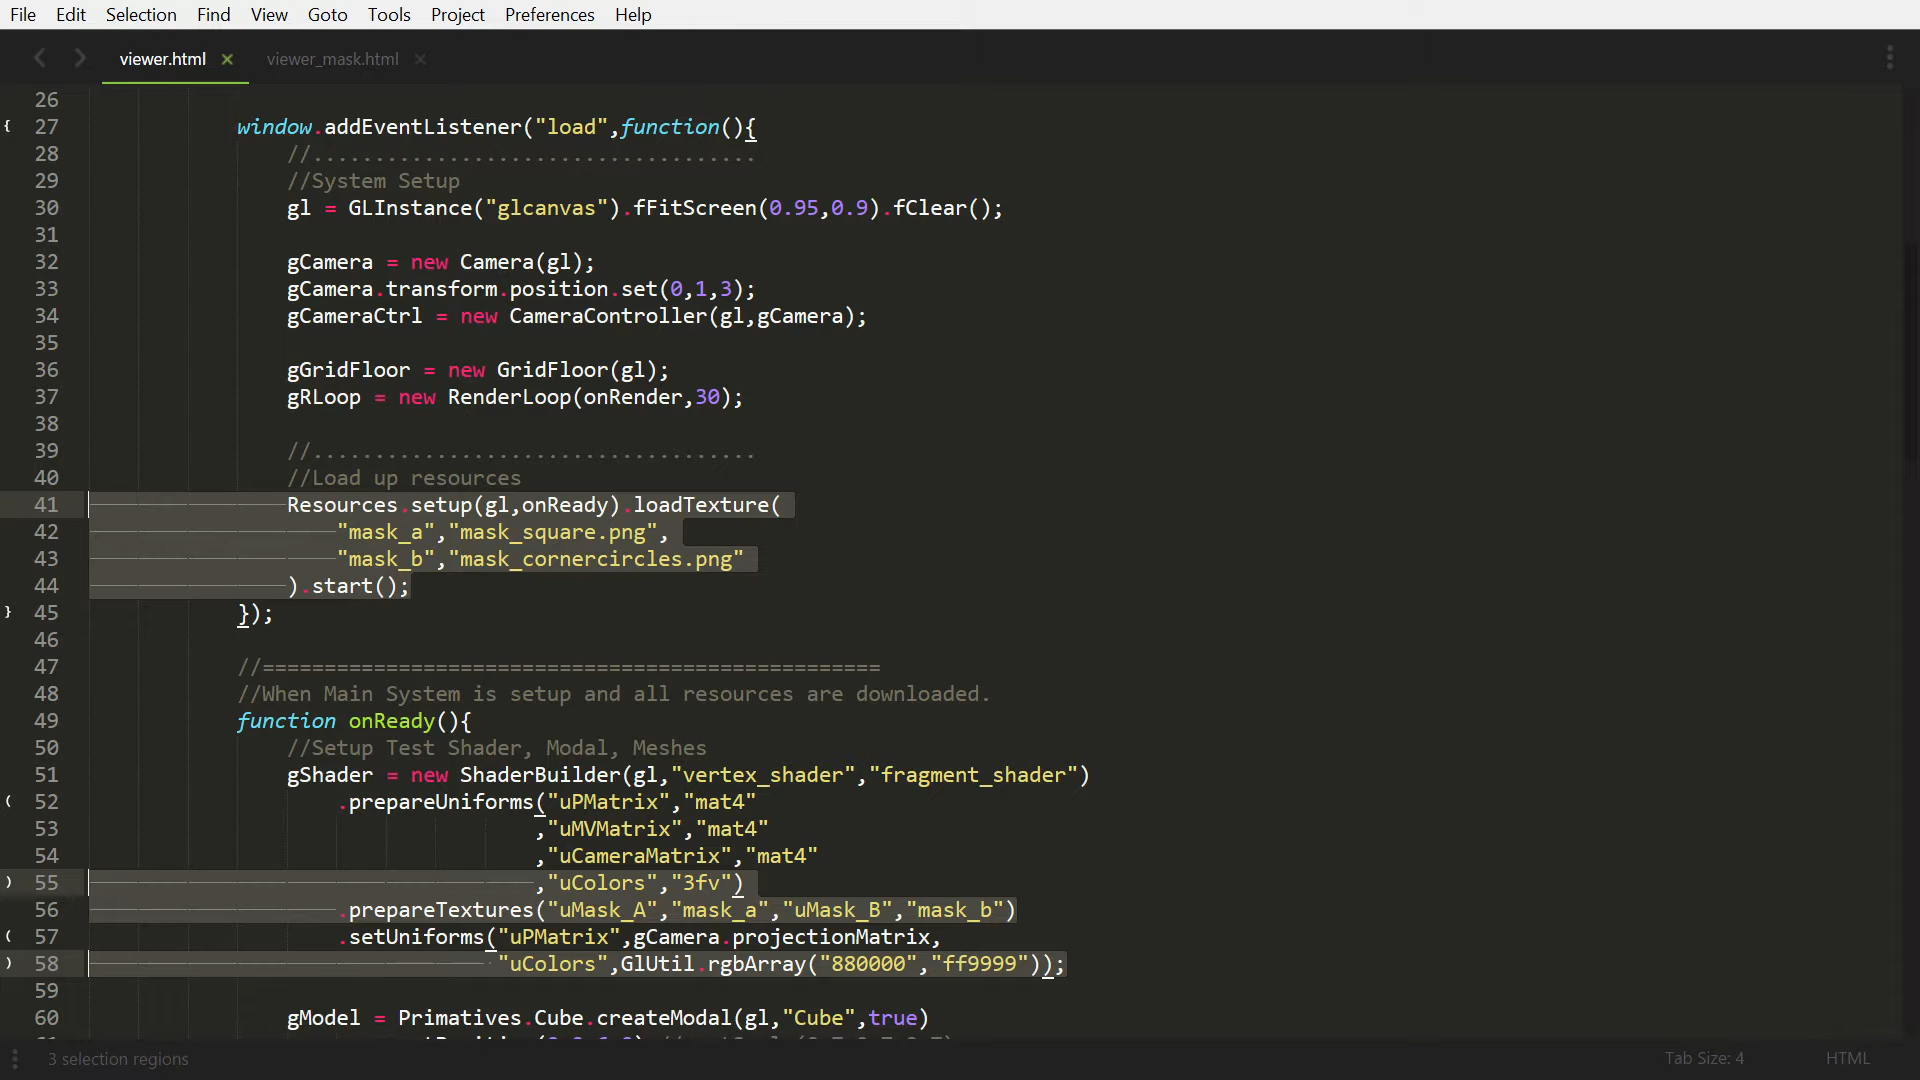 File Edit Selection Find View Goto Tools Project Preferences Help
viewer.html × viewer_mask.html ×
26
{ 27 window.addEventListener("load",function(){
28 //....................................
29 //System Setup
30 gl = GLInstance("glcanvas").fFitScreen(0.95,0.9).fClear();
31
32 gCamera = new Camera(gl);
33 gCamera.transform.position.set(0,1,3);
34 gCameraCtrl = new CameraController(gl,gCamera);
35
36 gGridFloor = new GridFloor(gl);
37 gRLoop = new RenderLoop(onRender,30);
38
39 //....................................
40 //Load up resources
41 Resources.setup(gl,onReady).loadTexture(
42 "mask_a","mask_square.png",
43 "mask_b","mask_cornercircles.png"
44 ).start();
} 45 });
46
47 //==================================================
48 //When Main System is setup and all resources are downloaded.
49 function onReady(){
50 //Setup Test Shader, Modal, Meshes
51 gShader = new ShaderBuilder(gl,"vertex_shader","fragment_shader")
( 52 .prepareUniforms("uPMatrix","mat4"
53 ,"uMVMatrix","mat4"
54 ,"uCameraMatrix","mat4"
) 55 ,"uColors","3fv")
56 .prepareTextures("uMask_A","mask_a","uMask_B","mask_b")
( 57 .setUniforms("uPMatrix",gCamera.projectionMatrix,
) 58 "uColors",GlUtil.rgbArray("880000","ff9999"));
59
60 gModel = Primatives.Cube.createModal(gl,"Cube",true)
3 selection regions Tab Size: 4 HTML